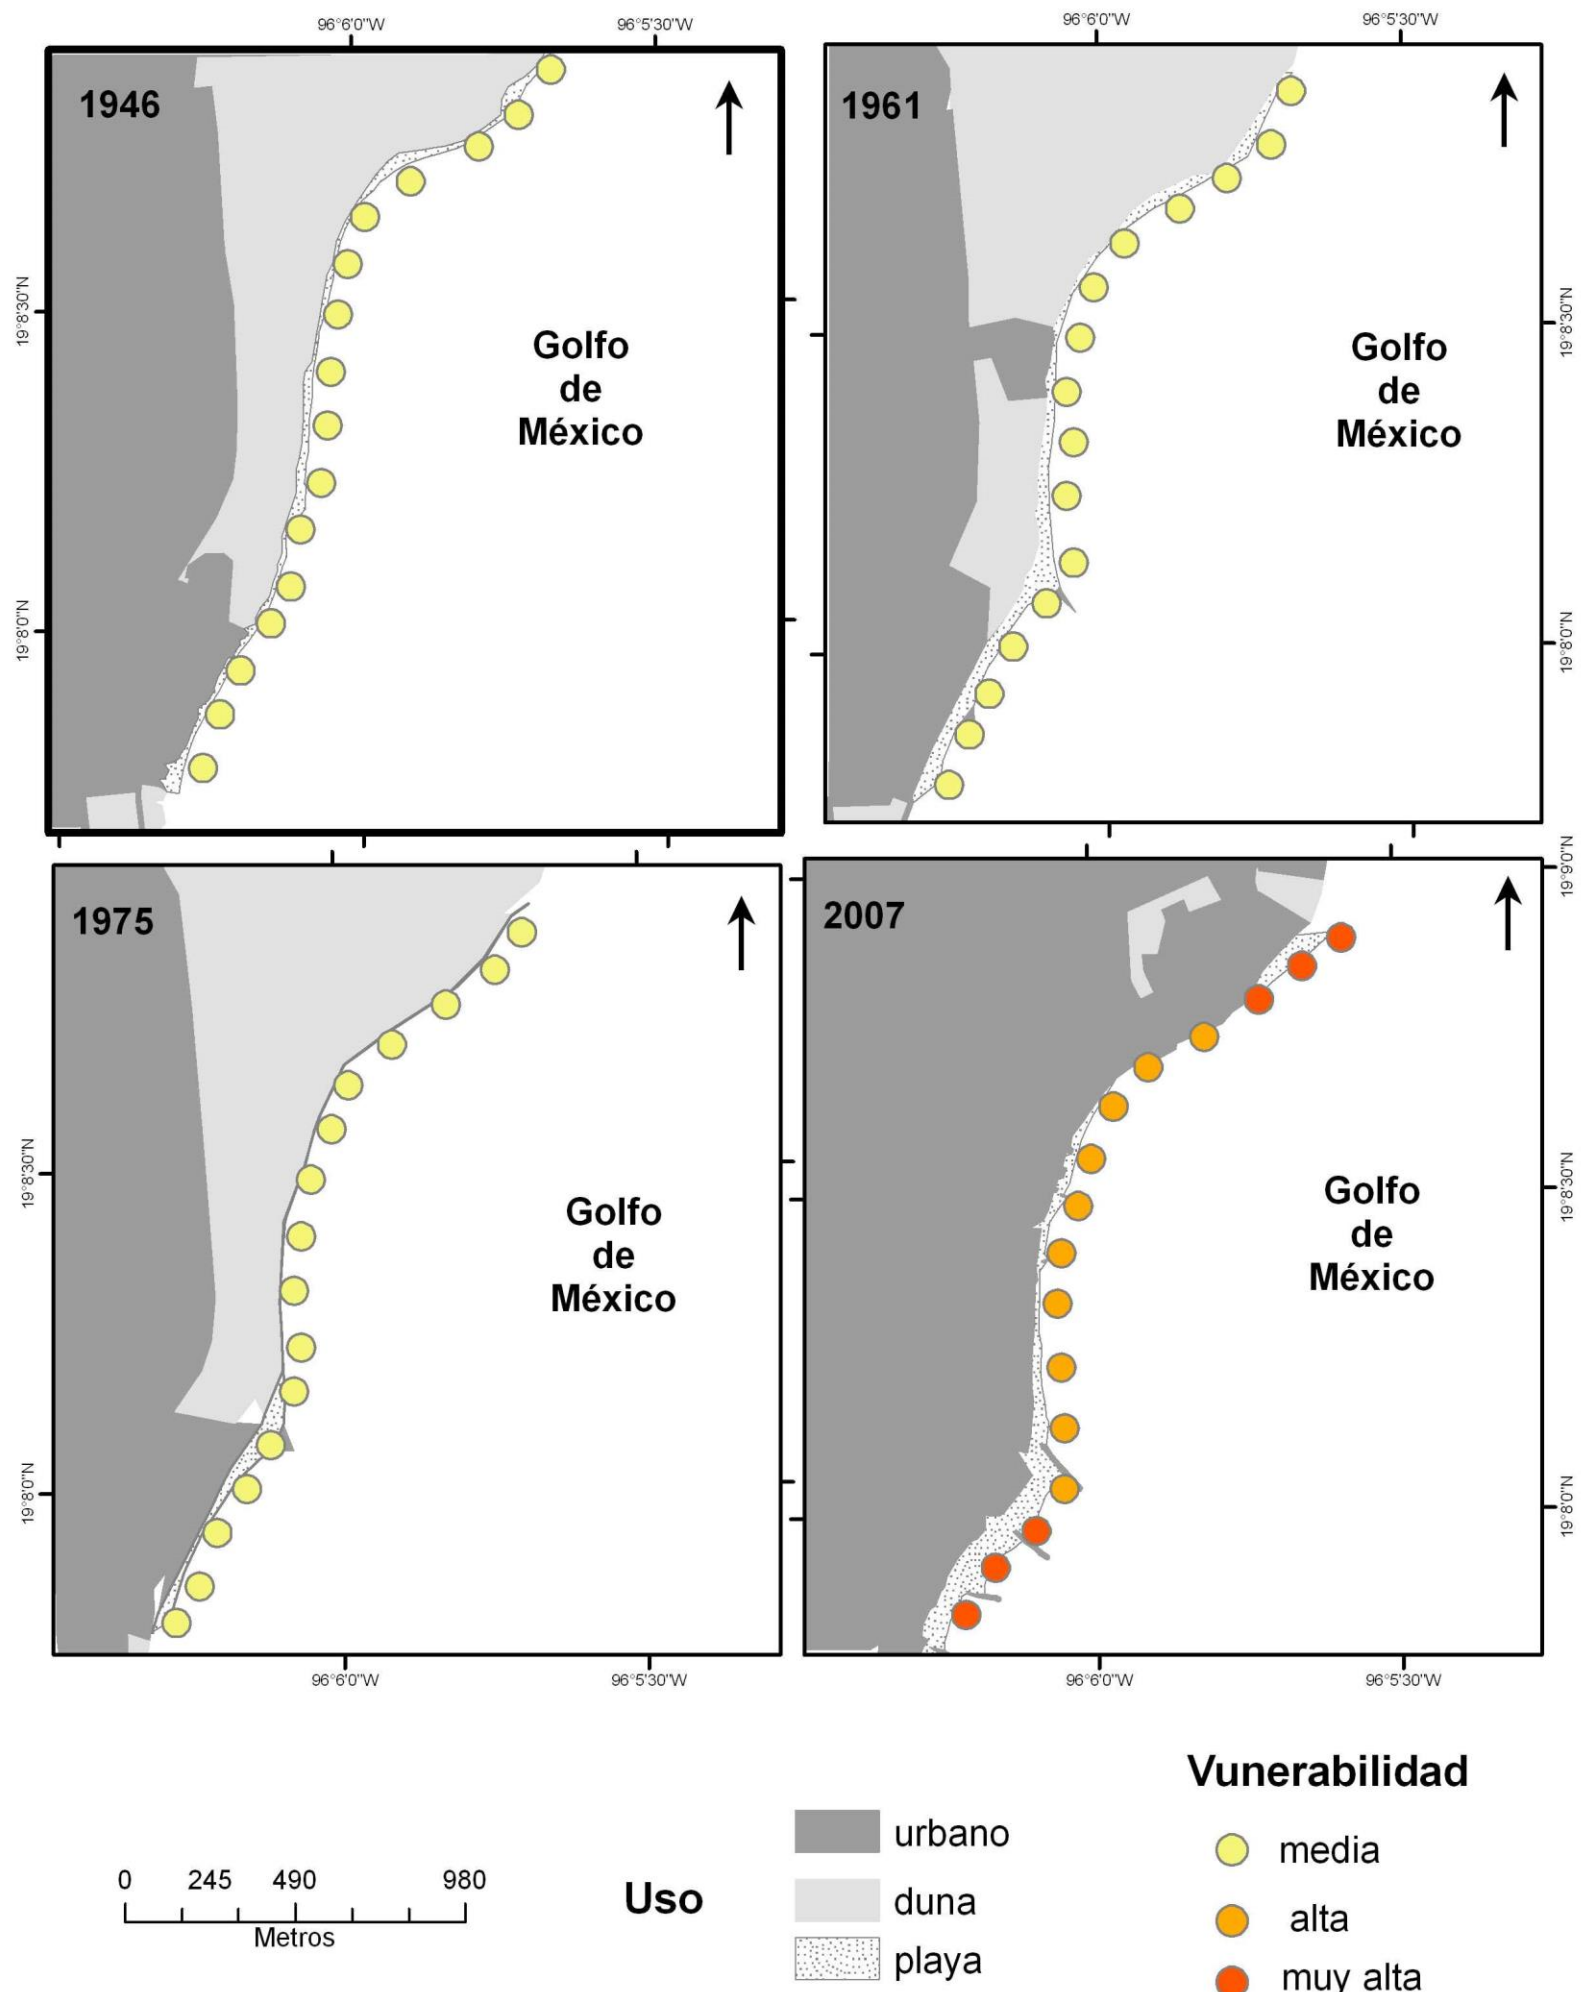 96°6'0"W 96°5'30"W 96°6'0"W 96°5'30"W
1946
1961
19°8'30"N
19°8'30"N
Golfo
de
México
Golfo
de
México
19°8'0"N
19°8'0"N
19°9'0"N
1975
2007
19°8'30"N
19°8'30"N
Golfo
de
México
Golfo
de
México
19°8'0"N
19°8'0"N
96°6'0"W 96°5'30"W 96°6'0"W 96°5'30"W
Vunerabilidad
urbano
media
0 245 490 980
Metros
Uso
duna
alta
playa
muy alta